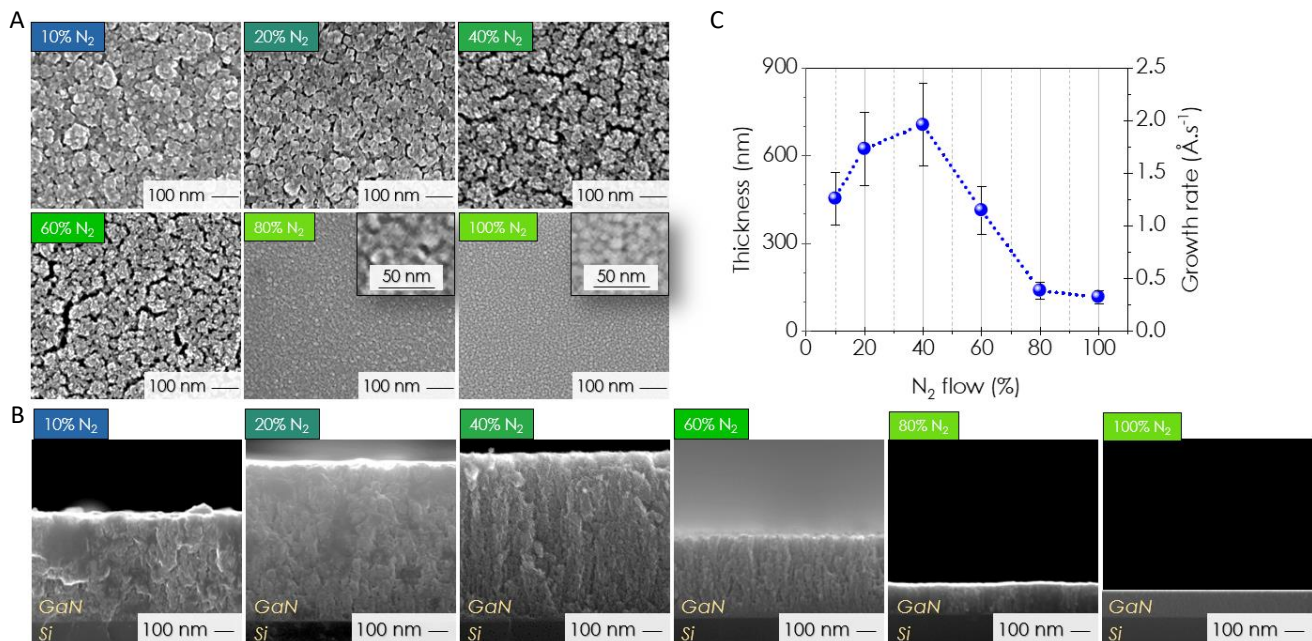 A
10% N₂
20% N₂
40% N₂
100 nm
100 nm
100 nm
60% N₂
80% N₂
100% N₂
50 nm
50 nm
100 nm
100 nm
100 nm
C
900
600
300
0
Thickness (nm)
2.5
2.0
1.5
1.0
0.5
0.0
Growth rate (Å.s⁻¹)
0 20 40 60 80 100
N₂ flow (%)
B
10% N₂
20% N₂
40% N₂
60% N₂
80% N₂
100% N₂
GaN
Si
100 nm
GaN
Si
100 nm
GaN
Si
100 nm
GaN
Si
100 nm
GaN
Si
100 nm
GaN
Si
100 nm